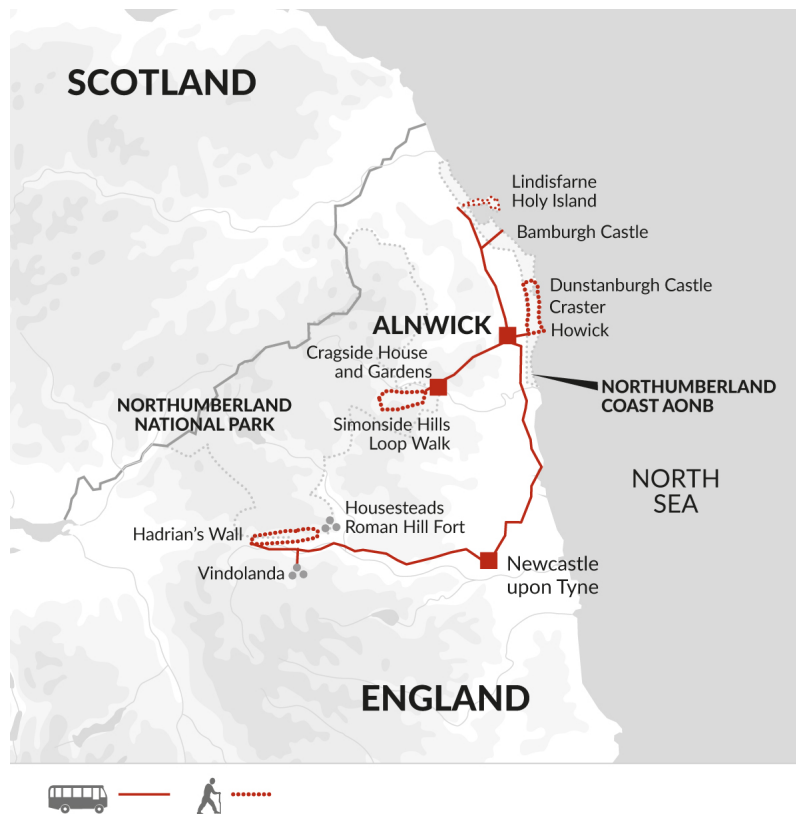 SCOTLAND
Lindisfarne
Holy Island
Bamburgh Castle
Dunstanburgh Castle
Craster
Howick
ALNWICK
Cragside House
and Gardens
NORTHUMBERLAND
COAST AONB
NORTHUMBERLAND
NATIONAL PARK
Simonside Hills
Loop Walk
NORTH
SEA
Housesteads
Roman Hill Fort
Hadrian's Wall
Vindolanda
Newcastle
upon Tyne
ENGLAND